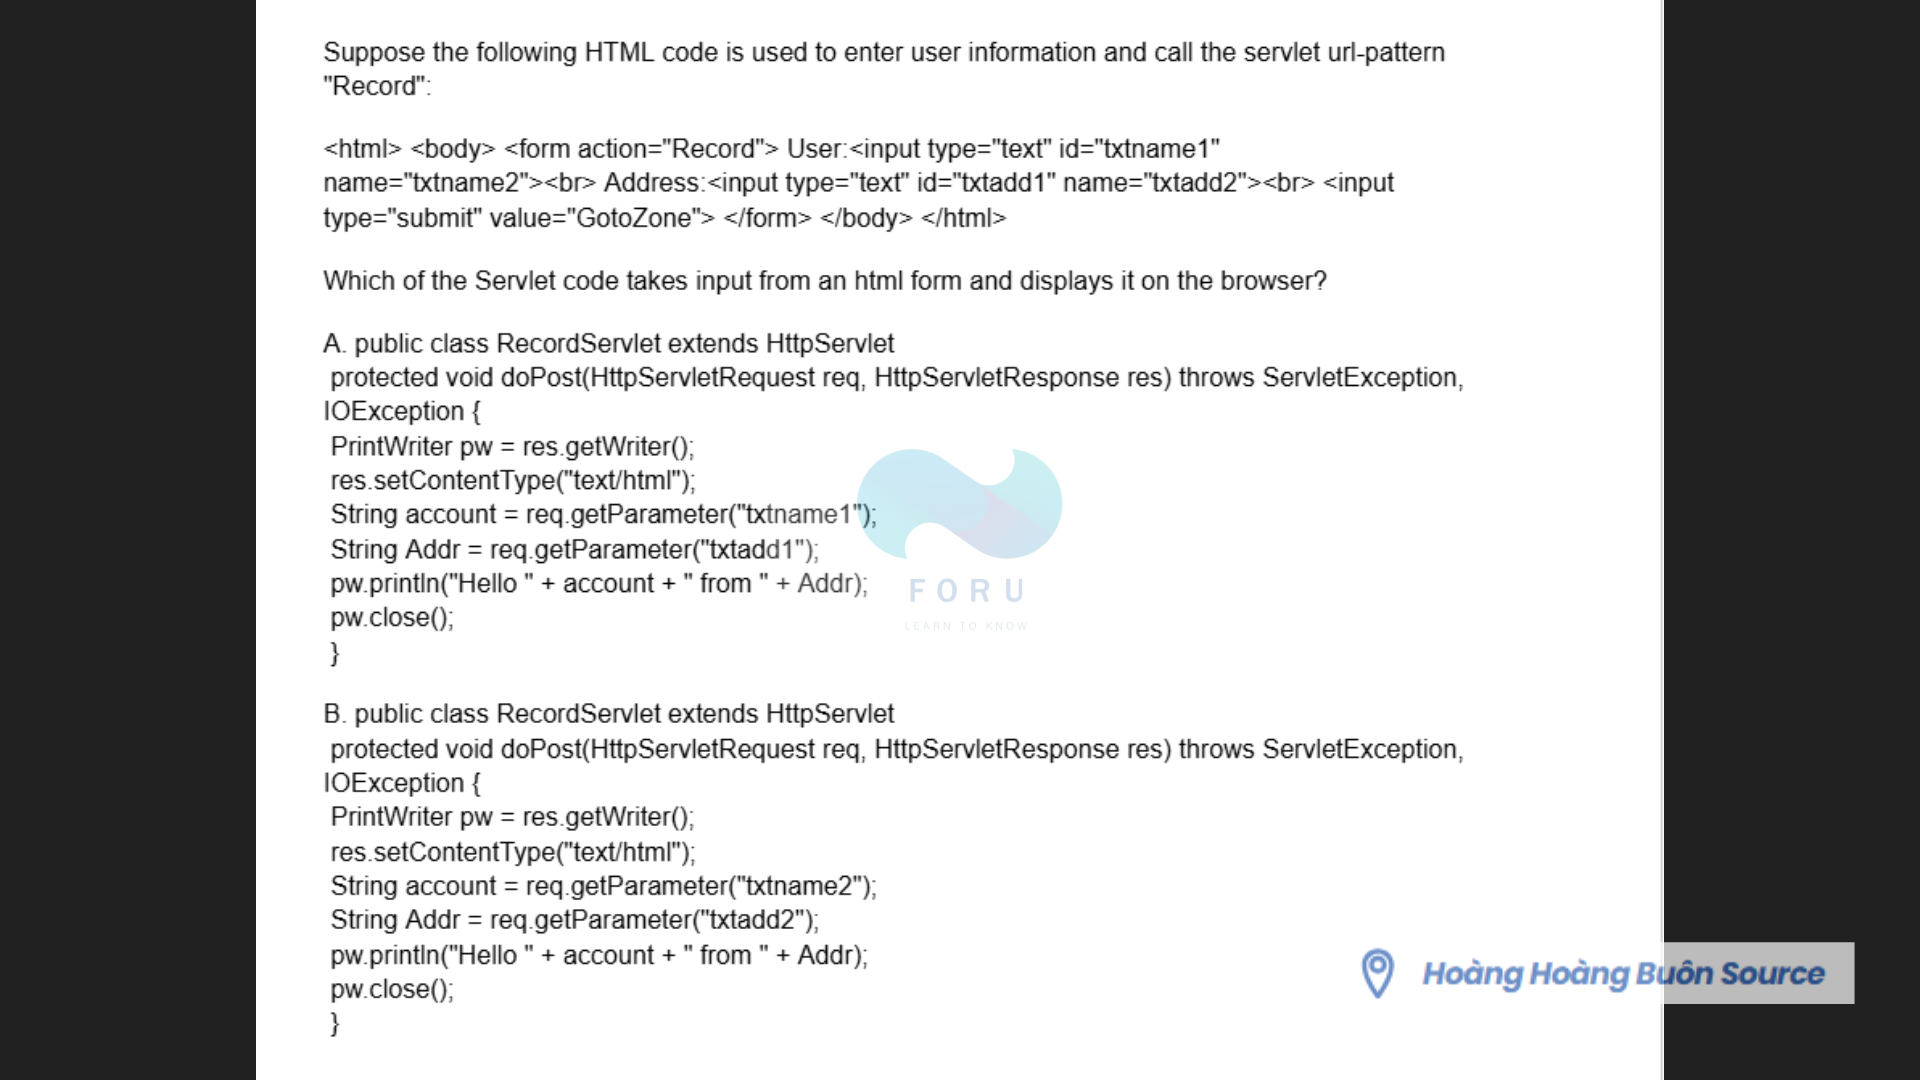 Suppose the following HTML code is used to enter user information and call the servlet url-pattern
"Record":
<html> <body> <form action="Record"> User:<input type="text" id="txtname1"
name="txtname2"><br> Address:<input type="text" id="txtadd1" name="txtadd2"><br> <input
type="submit" value="GotoZone"> </form> </body> </html>
Which of the Servlet code takes input from an html form and displays it on the browser?
A. public class RecordServlet extends HttpServlet
protected void doPost(HttpServletRequest req, HttpServletResponse res) throws ServletException,
IOException {
PrintWriter pw = res.getWriter();
res.setContentType("text/html");
String account = req.getParameter("txtname1");
String Addr = req.getParameter("txtadd1");
pw.println("Hello " + account + " from " + Addr);
pw.close();
}
FORU
LEARN TO KNOW
B. public class RecordServlet extends HttpServlet
protected void doPost(HttpServletRequest req, HttpServletResponse res) throws ServletException,
IOException {
PrintWriter pw = res.getWriter();
res.setContentType("text/html");
String account = req.getParameter("txtname2");
String Addr = req.getParameter("txtadd2");
pw.println("Hello " + account + " from " + Addr);
pw.close();
}
Hoàng Hoàng Buôn Source